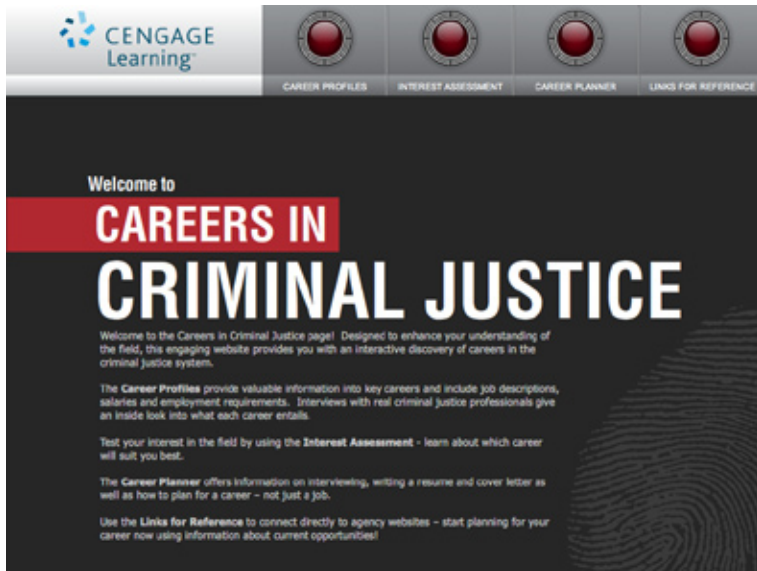 CENGAGE
Learning™
CAREER PROFILES
INTEREST ASSESSMENT
CAREER PLANNER
LINKS FOR REFERENCE
Welcome to
CAREERS IN
CRIMINAL JUSTICE
Welcome to the Careers in Criminal Justice page! Designed to enhance your understanding of
the field, this engaging website provides you with an interactive discovery of careers in the
criminal justice system.
The Career Profiles provide valuable information into key careers and include job descriptions,
salaries and employment requirements. Interviews with real criminal justice professionals give
an inside look into what each career entails.
Test your interest in the field by using the Interest Assessment - learn about which career
will suit you best.
The Career Planner offers information on interviewing, writing a resume and cover letter as
well as how to plan for a career – not just a job.
Use the Links for Reference to connect directly to agency websites – start planning for your
career now using information about current opportunities!